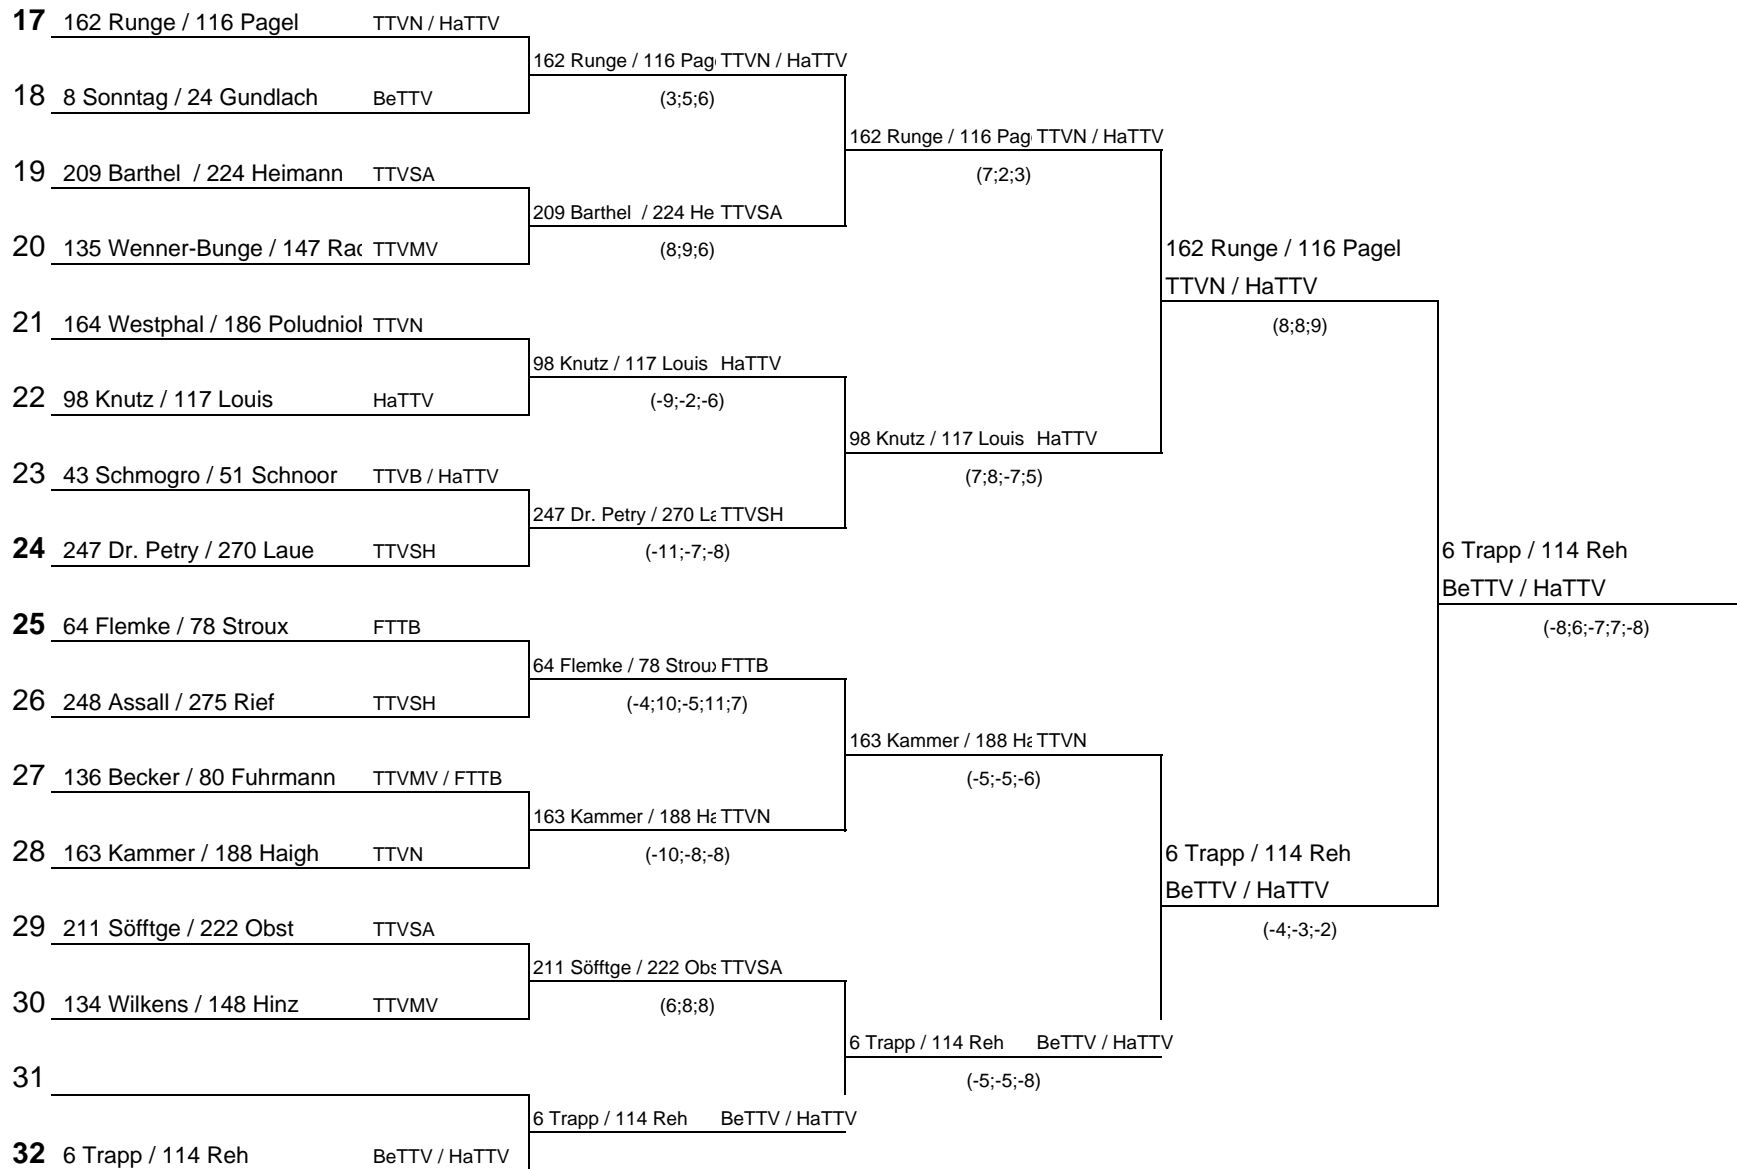 17 162 Runge / 116 Pagel TTVN / HaTTV
162 Runge / 116 Pag TTVN / HaTTV
18 8 Sonntag / 24 Gundlach BeTTV (3;5;6)
162 Runge / 116 Pag TTVN / HaTTV
19 209 Barthel / 224 Heimann TTVSA (7;2;3)
209 Barthel / 224 He TTVSA
20 135 Wenner-Bunge / 147 Rac TTVMV (8;9;6) 162 Runge / 116 Pagel
TTVN / HaTTV
21 164 Westphal / 186 Poludnio TTVN (8;8;9)
98 Knutz / 117 Louis HaTTV
22 98 Knutz / 117 Louis HaTTV (-9;-2;-6)
98 Knutz / 117 Louis HaTTV
23 43 Schmogro / 51 Schnoor TTVB / HaTTV (7;8;-7;5)
247 Dr. Petry / 270 La TTVSH
24 247 Dr. Petry / 270 Laue TTVSH (-11;-7;-8) 6 Trapp / 114 Reh
BeTTV / HaTTV
25 64 Flemke / 78 Stroux FTTB (-8;6;-7;7;-8)
64 Flemke / 78 Stroux FTTB
26 248 Assall / 275 Rief TTVSH (-4;10;-5;11;7)
163 Kammer / 188 Ha TTVN
27 136 Becker / 80 Fuhrmann TTVMV / FTTB (-5;-5;-6)
163 Kammer / 188 Ha TTVN
28 163 Kammer / 188 Haigh TTVN (-10;-8;-8) 6 Trapp / 114 Reh
BeTTV / HaTTV
29 211 Söfftge / 222 Obst TTVSA (-4;-3;-2)
211 Söfftge / 222 Obs TTVSA
30 134 Wilkens / 148 Hinz TTVMV (6;8;8)
6 Trapp / 114 Reh BeTTV / HaTTV
31 (-5;-5;-8)
6 Trapp / 114 Reh BeTTV / HaTTV
32 6 Trapp / 114 Reh BeTTV / HaTTV